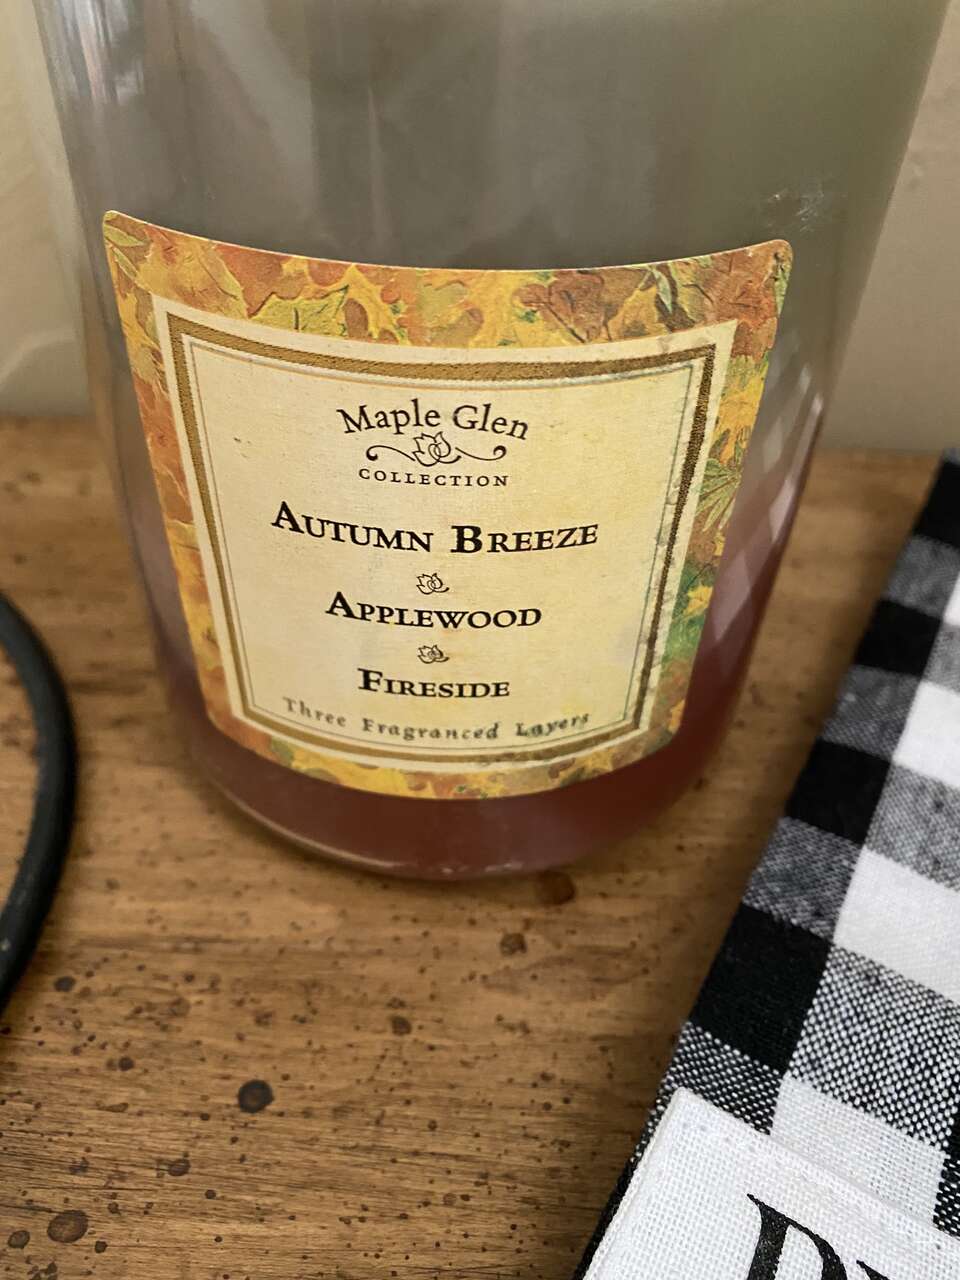 Maple Glen
COLLECTION
AUTUMN BREEZE
APPLEWOOD
FIRESIDE
Three Fragranced Layers